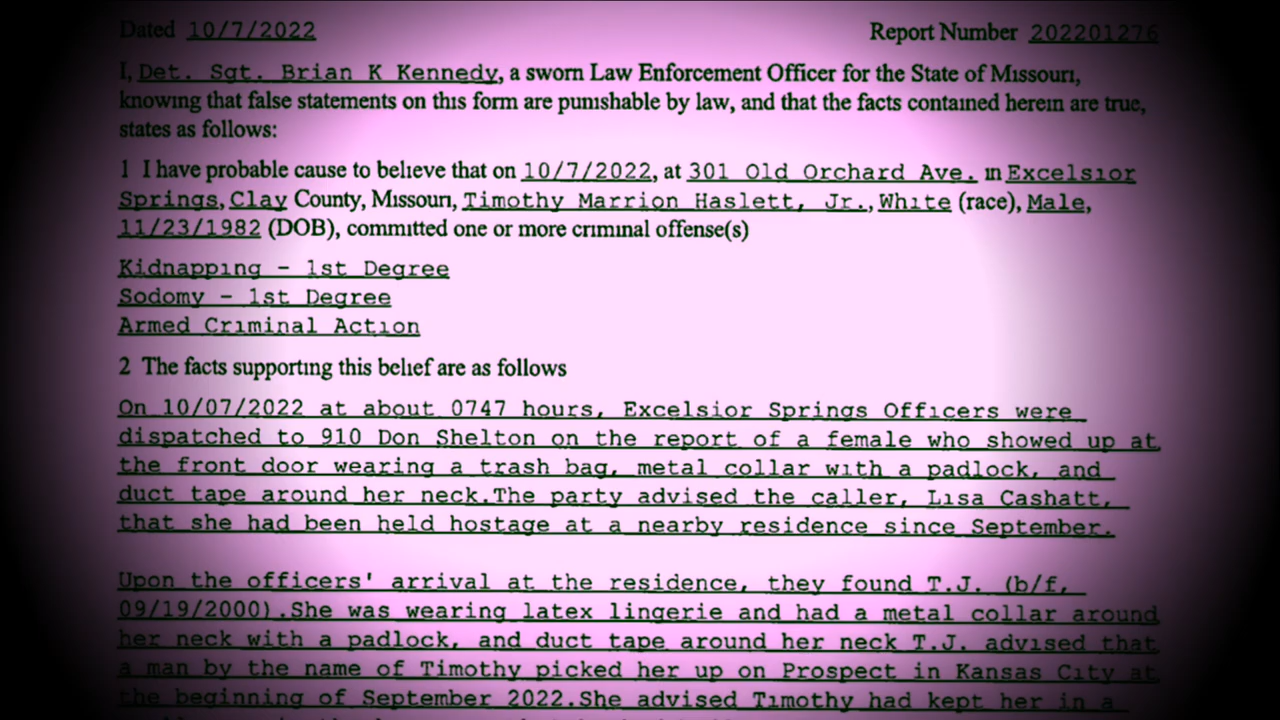 Dated 10/7/2022 Report Number 202201276
I, Det. Sgt. Brian K Kennedy, a sworn Law Enforcement Officer for the State of Missouri,
knowing that false statements on this form are punishable by law, and that the facts contained herein are true,
states as follows:
1 I have probable cause to believe that on 10/7/2022, at 301 Old Orchard Ave. in Excelsior
Springs, Clay County, Missouri, Timothy Marrion Haslett, Jr., White (race), Male,
11/23/1982 (DOB), committed one or more criminal offense(s)
Kidnapping - 1st Degree
Sodomy - 1st Degree
Armed Criminal Action
2 The facts supporting this belief are as follows
On 10/07/2022 at about 0747 hours, Excelsior Springs Officers were
dispatched to 910 Don Shelton on the report of a female who showed up at
the front door wearing a trash bag, metal collar with a padlock, and
duct tape around her neck.The party advised the caller, Lisa Cashatt,
that she had been held hostage at a nearby residence since September.
Upon the officers' arrival at the residence, they found T.J. (b/f,
09/19/2000).She was wearing latex lingerie and had a metal collar around
her neck with a padlock, and duct tape around her neck T.J. advised that
a man by the name of Timothy picked her up on Prospect in Kansas City at
the beginning of September 2022.She advised Timothy had kept her in a